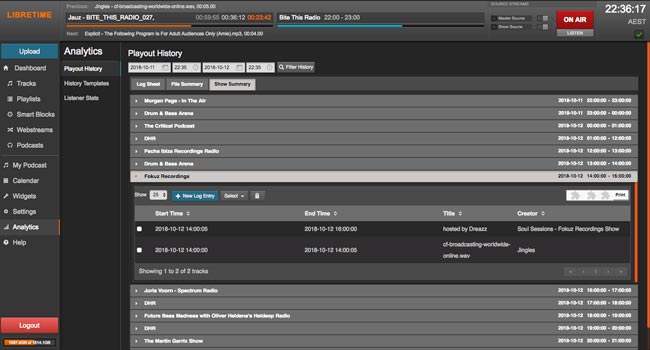 LIBRETIME
Previous: Jingles - cf-broadcasting-worldwide-online.wav, 00:05.00
Jauz - BITE_THIS_RADIO_027, 00:59:55 00:36:12 00:23:42
Next: Explicit - The Following Program Is For Adult Audiences Only (Amie).mp3, 00:04.00
Bite This Radio 22:00 - 23:00
SOURCE STREAMS
Master Source
Show Source
ON AIR
LISTEN
22:36:17
AEST
Upload
Dashboard
Tracks
Playlists
Smart Blocks
Webstreams
Podcasts
My Podcast
Calendar
Widgets
Settings
Analytics
Help
Logout
Analytics
Playout History
History Templates
Listener Stats
Playout History
2018-10-11 22:35 2018-10-12 22:35 Filter History
Log Sheet File Summary Show Summary
Morgan Page - In The Air 2018-10-11 22:00:00 - 23:00:00
Drum & Bass Arena 2018-10-11 23:00:00 - 00:00:00
The Critical Podcast 2018-10-12 00:00:00 - 01:00:00
DHR 2018-10-12 01:00:00 - 12:00:00
Pacha Ibiza Recordings Radio 2018-10-12 12:00:00 - 13:00:00
Drum & Bass Arena 2018-10-12 13:00:00 - 14:00:00
Fokuz Recordings 2018-10-12 14:00:00 - 16:00:00
Show 25 New Log Entry Select Print
Start Time End Time Title Creator
2018-10-12 14:00:05 2018-10-12 16:00:00 hosted by Dreazz Soul Sessions - Fokuz Recordings Show
2018-10-12 14:00:00 2018-10-12 14:00:05 cf-broadcasting-worldwide-online.wav Jingles
Showing 1 to 2 of 2 tracks
1
Joris Voorn - Spectrum Radio 2018-10-12 16:00:00 - 17:00:00
DHR 2018-10-12 17:00:00 - 18:00:00
Future Bass Madness with Oliver Heldens's Heldeep Radio 2018-10-12 18:00:00 - 19:00:00
DHR 2018-10-12 19:00:00 - 20:00:00
The Martin Garrix Show 2018-10-12 20:00:00 - 21:00:00